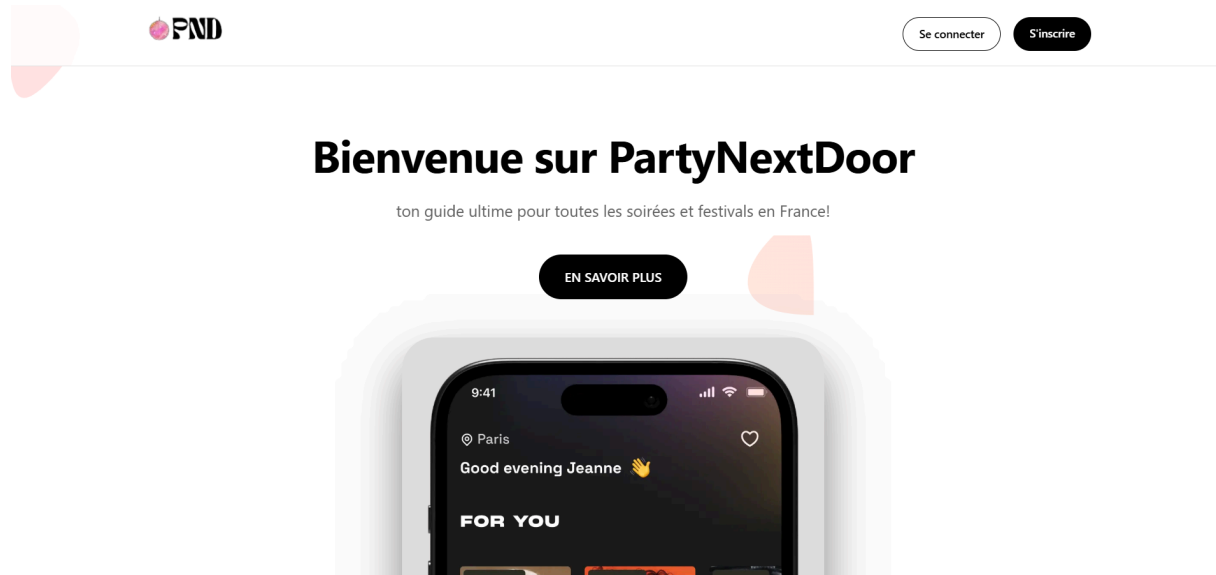 PND
Se connecter
S'inscrire
Bienvenue sur PartyNextDoor
ton guide ultime pour toutes les soirées et festivals en France!
EN SAVOIR PLUS
9:41
Paris
Good evening Jeanne 👋
FOR YOU